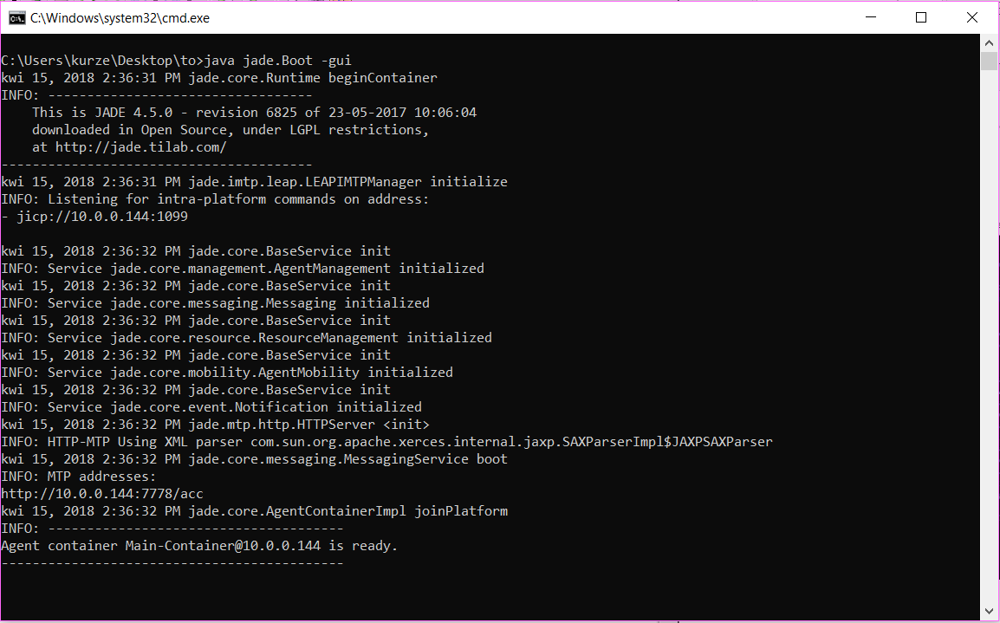 C:\Windows\system32\cmd.exe
C:\Users\kurze\Desktop\to>java jade.Boot -gui
kwi 15, 2018 2:36:31 PM jade.core.Runtime beginContainer
INFO: ----------------------------------
    This is JADE 4.5.0 - revision 6825 of 23-05-2017 10:06:04
    downloaded in Open Source, under LGPL restrictions,
    at http://jade.tilab.com/
----------------------------------------
kwi 15, 2018 2:36:31 PM jade.imtp.leap.LEAPIMTPManager initialize
INFO: Listening for intra-platform commands on address:
- jicp://10.0.0.144:1099
kwi 15, 2018 2:36:32 PM jade.core.BaseService init
INFO: Service jade.core.management.AgentManagement initialized
kwi 15, 2018 2:36:32 PM jade.core.BaseService init
INFO: Service jade.core.messaging.Messaging initialized
kwi 15, 2018 2:36:32 PM jade.core.BaseService init
INFO: Service jade.core.resource.ResourceManagement initialized
kwi 15, 2018 2:36:32 PM jade.core.BaseService init
INFO: Service jade.core.mobility.AgentMobility initialized
kwi 15, 2018 2:36:32 PM jade.core.BaseService init
INFO: Service jade.core.event.Notification initialized
kwi 15, 2018 2:36:32 PM jade.mtp.http.HTTPServer <init>
INFO: HTTP-MTP Using XML parser com.sun.org.apache.xerces.internal.jaxp.SAXParserImpl$JAXPSAXParser
kwi 15, 2018 2:36:32 PM jade.core.messaging.MessagingService boot
INFO: MTP addresses:
http://10.0.0.144:7778/acc
kwi 15, 2018 2:36:32 PM jade.core.AgentContainerImpl joinPlatform
INFO: --------------------------------------
Agent container Main-Container@10.0.0.144 is ready.
--------------------------------------------